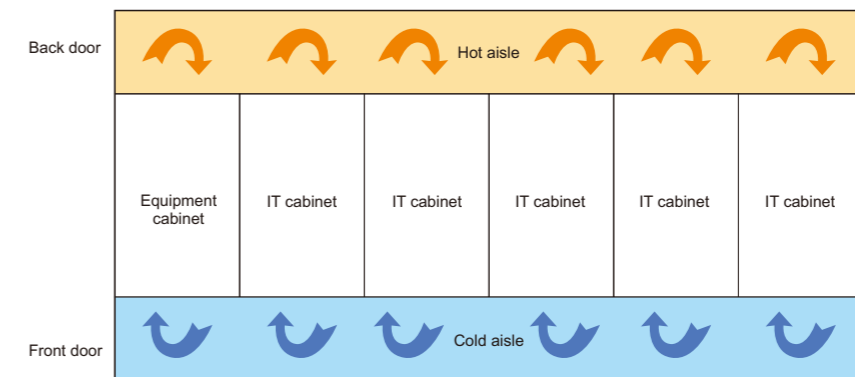 Back door
Hot aisle
Equipment
cabinet
IT cabinet
IT cabinet
IT cabinet
IT cabinet
IT cabinet
Cold aisle
Front door